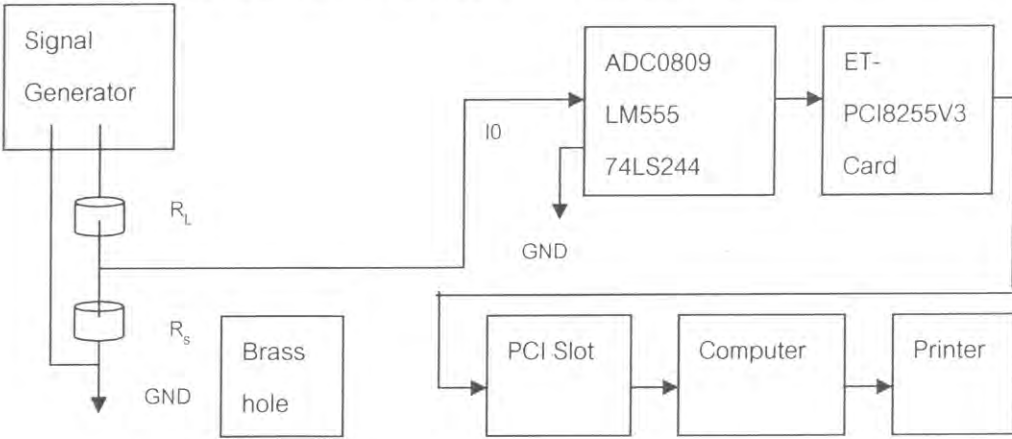 Signal
Generator
ADC0809
LM555
74LS244
ET-
PCI8255V3
Card
I0
R_L
GND
R_s
GND
Brass
hole
PCI Slot
Computer
Printer